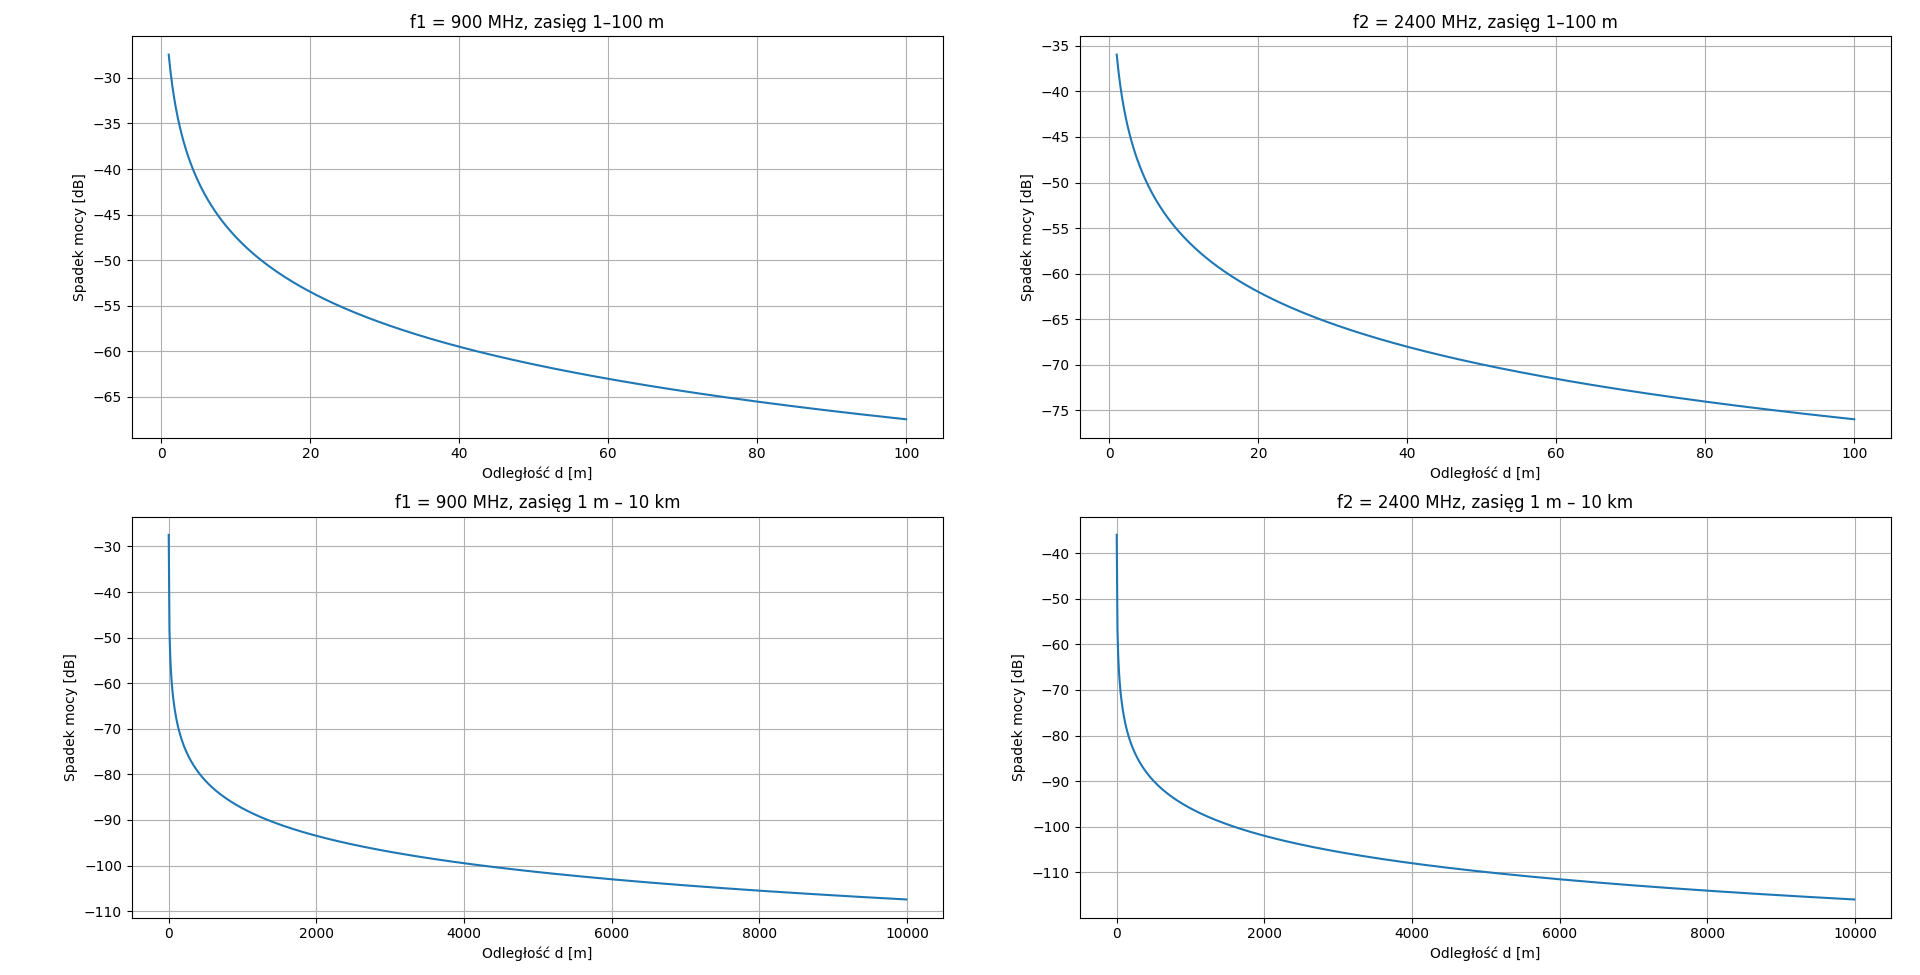 f1 = 900 MHz, zasięg 1–100 m
−30
−35
−40
−45
−50
−55
−60
−65
Spadek mocy [dB]
0 20 40 60 80 100
Odległość d [m]
f2 = 2400 MHz, zasięg 1–100 m
−35
−40
−45
−50
−55
−60
−65
−70
−75
Spadek mocy [dB]
0 20 40 60 80 100
Odległość d [m]
f1 = 900 MHz, zasięg 1 m – 10 km
−30
−40
−50
−60
−70
−80
−90
−100
−110
Spadek mocy [dB]
0 2000 4000 6000 8000 10000
Odległość d [m]
f2 = 2400 MHz, zasięg 1 m – 10 km
−40
−50
−60
−70
−80
−90
−100
−110
Spadek mocy [dB]
0 2000 4000 6000 8000 10000
Odległość d [m]